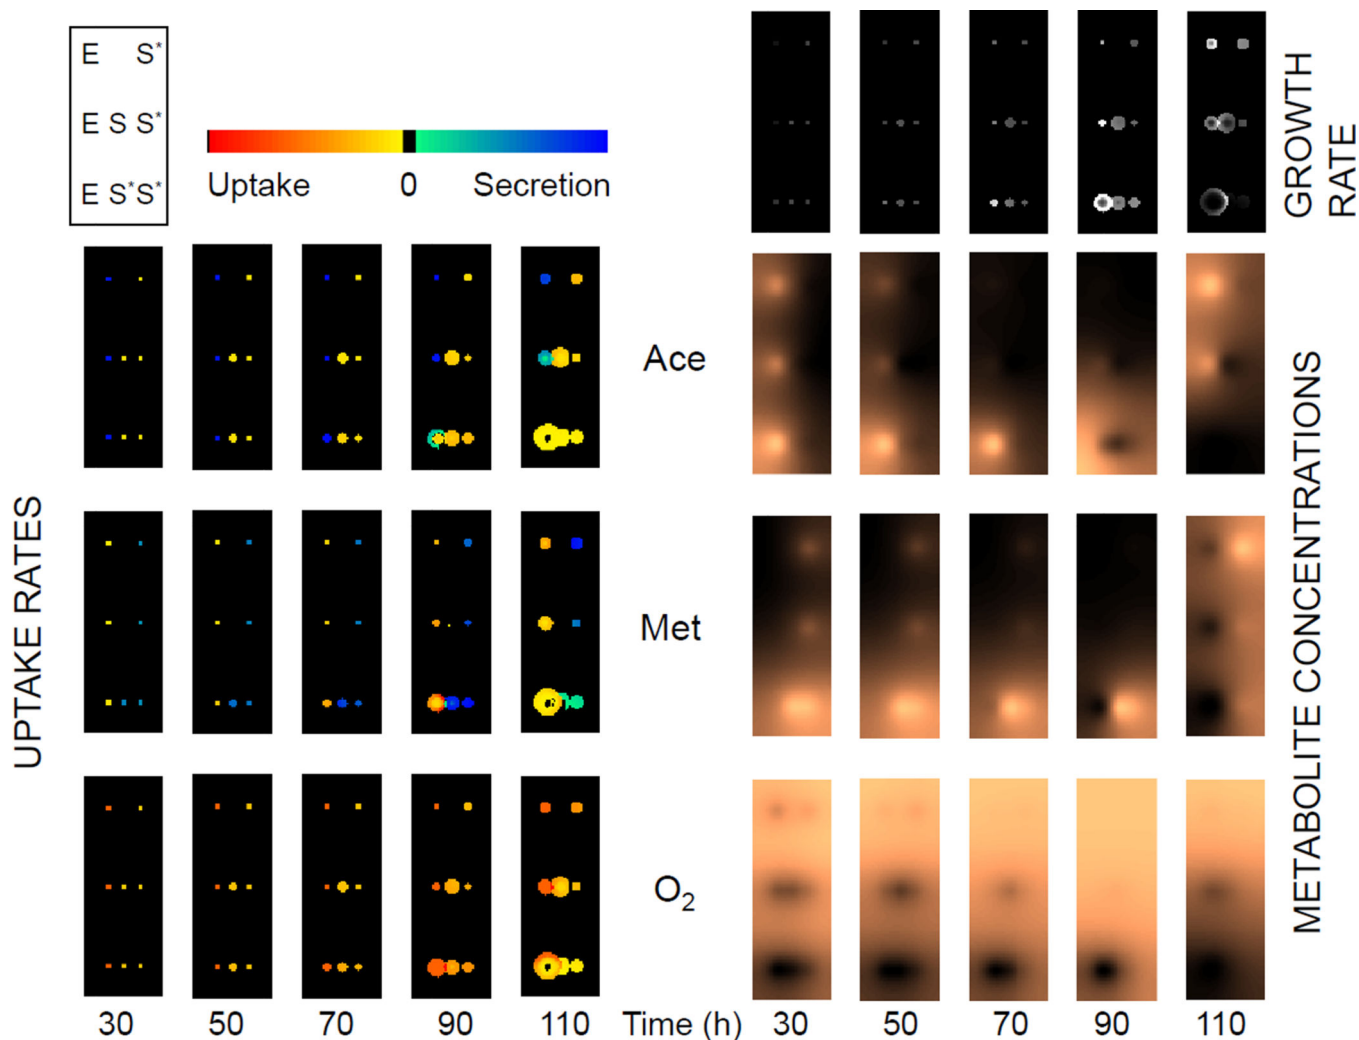 E S*
E S S*
E S*S*
Uptake 0 Secretion
GROWTH
RATE
UPTAKE RATES
Ace
Met
O2
METABOLITE CONCENTRATIONS
30 50 70 90 110 Time (h) 30 50 70 90 110